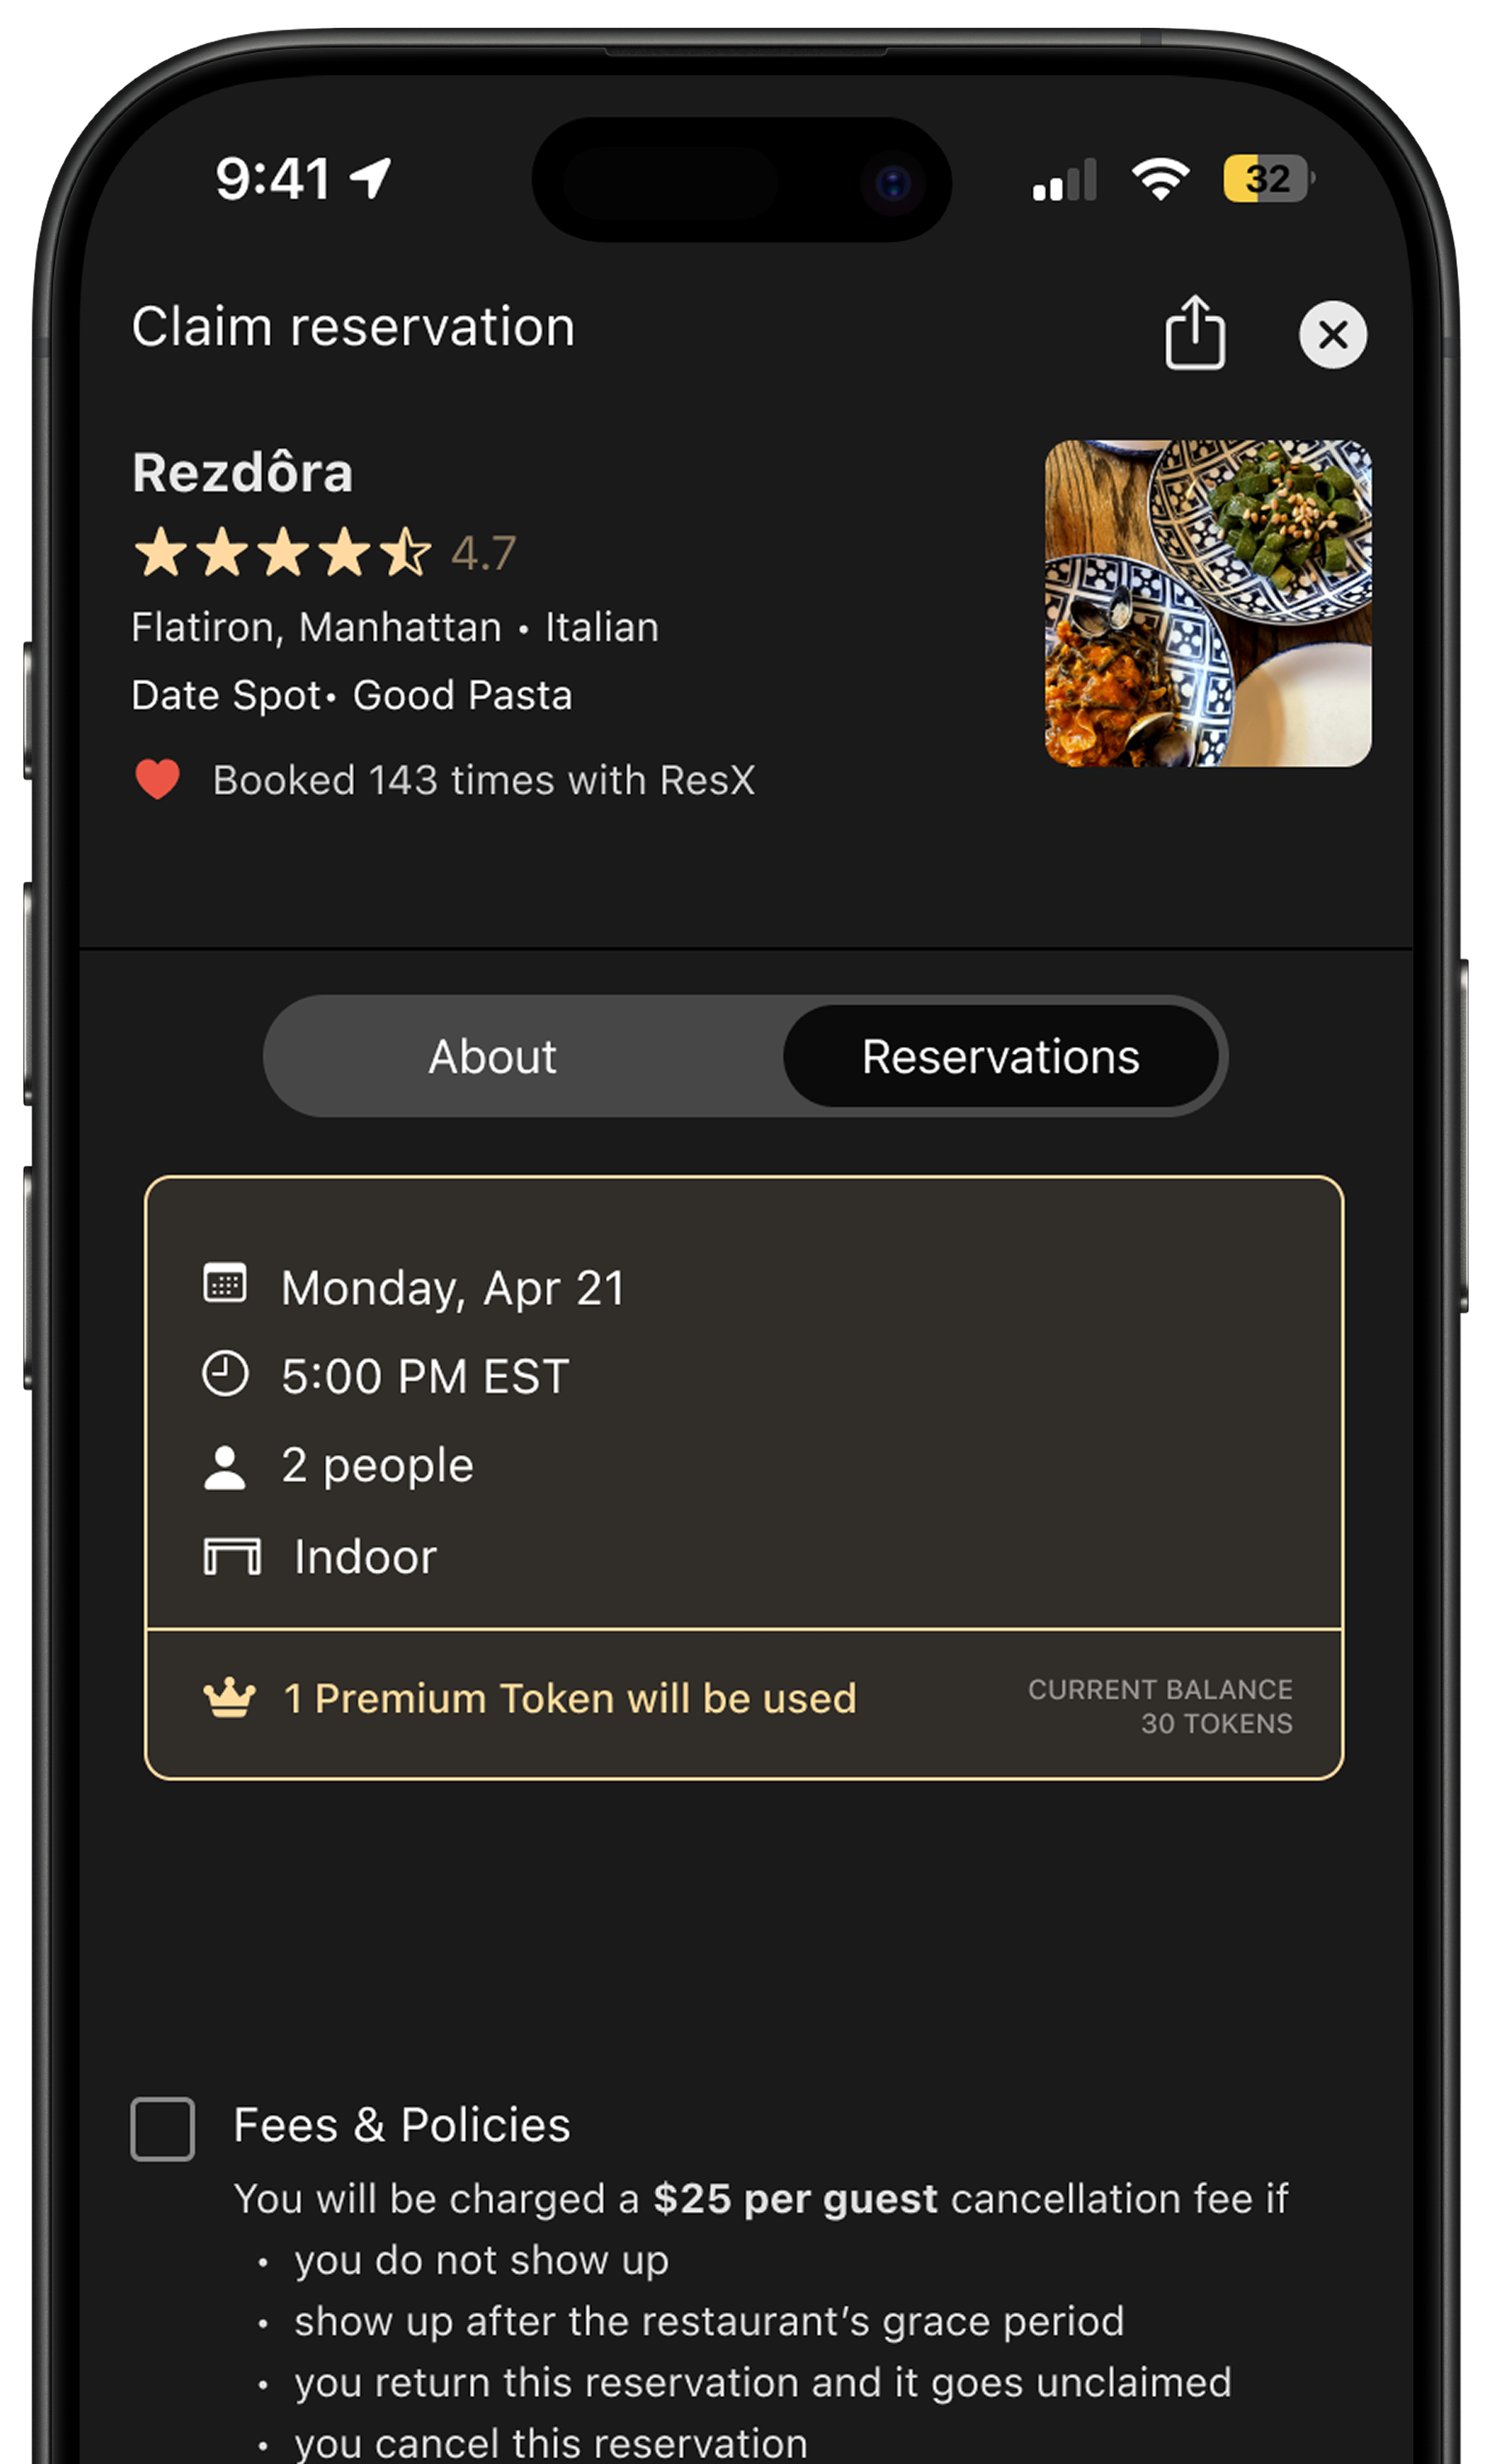 9:41
32
Claim reservation
Rezdôra
4.7
Flatiron, Manhattan • Italian
Date Spot• Good Pasta
Booked 143 times with ResX
About
Reservations
Monday, Apr 21
5:00 PM EST
2 people
Indoor
1 Premium Token will be used
CURRENT BALANCE
30 TOKENS
Fees & Policies
You will be charged a $25 per guest cancellation fee if
• you do not show up
• show up after the restaurant’s grace period
• you return this reservation and it goes unclaimed
• you cancel this reservation